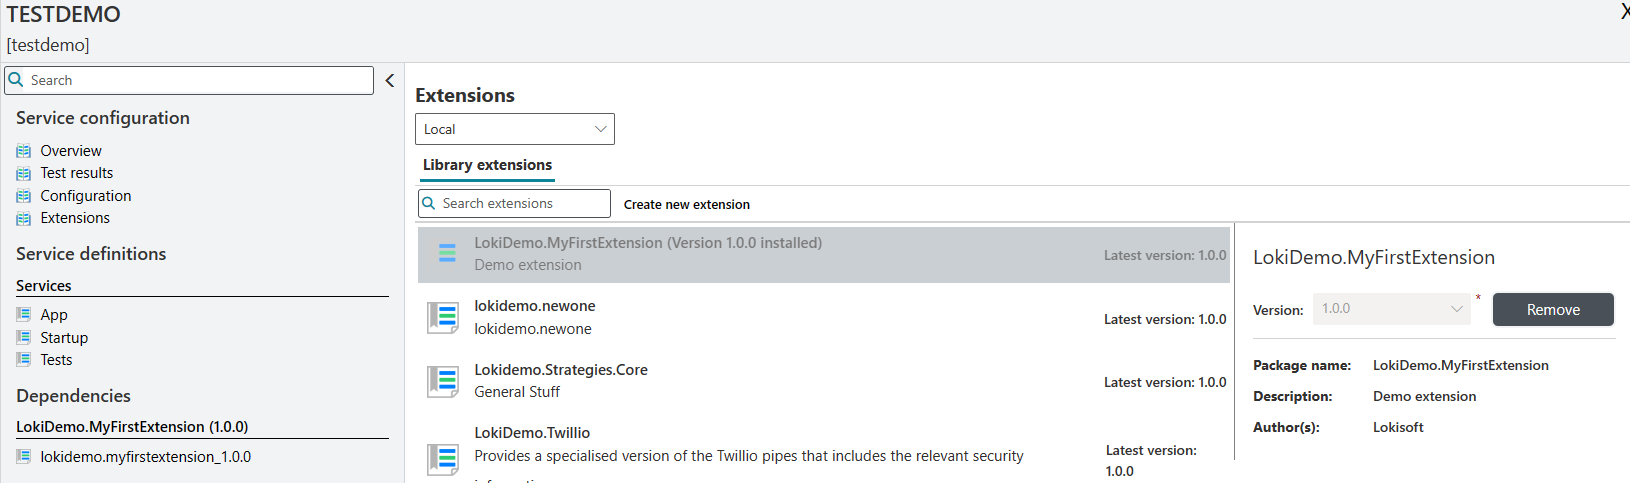 TESTDEMO
X
[testdemo]
Search
Service configuration
Overview
Test results
Configuration
Extensions
Service definitions
Services
App
Startup
Tests
Dependencies
LokiDemo.MyFirstExtension (1.0.0)
lokidemo.myfirstextension_1.0.0
Extensions
Local
Library extensions
Search extensions
Create new extension
LokiDemo.MyFirstExtension (Version 1.0.0 installed)
Demo extension
Latest version: 1.0.0
lokidemo.newone
lokidemo.newone
Latest version: 1.0.0
Lokidemo.Strategies.Core
General Stuff
Latest version: 1.0.0
LokiDemo.Twillio
Provides a specialised version of the Twillio pipes that includes the relevant security
Latest version:
1.0.0
LokiDemo.MyFirstExtension
Version: 1.0.0 * Remove
Package name: LokiDemo.MyFirstExtension
Description: Demo extension
Author(s): Lokisoft